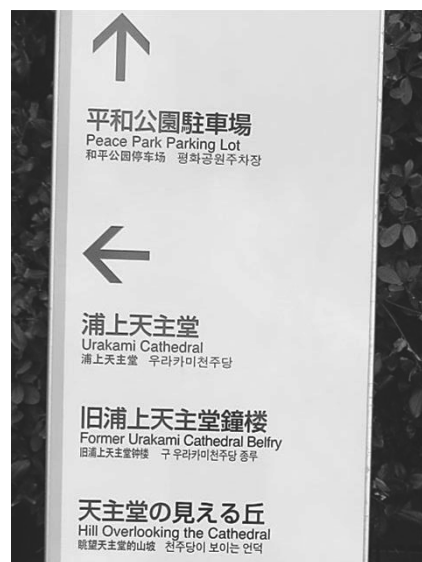 平和公園駐車場
Peace Park Parking Lot
和平公园停车场 평화공원주차장
浦上天主堂
Urakami Cathedral
浦上天主堂 우라카미천주당
旧浦上天主堂鐘楼
Former Urakami Cathedral Belfry
旧浦上天主堂钟楼 구 우라카미천주당 종루
天主堂の見える丘
Hill Overlooking the Cathedral
眺望天主堂的山坡 천주당이 보이는 언덕